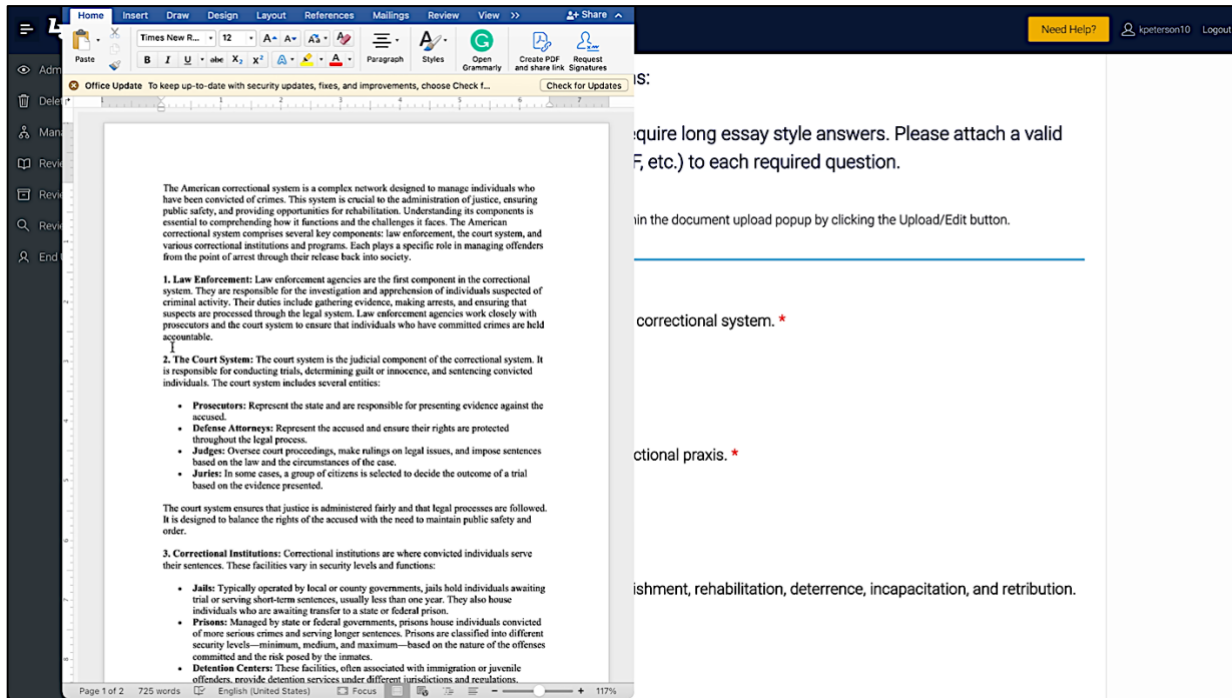 Home Insert Draw Design Layout References Mailings Review View >> Share
Need Help? kpeterson10 Logout
Paste
Times New R... 12 A A Aa A
B I U abc X2 X2 A A
Paragraph
Styles
Open Grammarly
Create PDF and share link
Request Signatures
Office Update To keep up-to-date with security updates, fixes, and improvements, choose Check f... Check for Updates
Adm
Delet
Man
Revie
Revie
Revie
End
The American correctional system is a complex network designed to manage individuals who
have been convicted of crimes. This system is crucial to the administration of justice, ensuring
public safety, and providing opportunities for rehabilitation. Understanding its components is
essential to comprehending how it functions and the challenges it faces. The American
correctional system comprises several key components: law enforcement, the court system, and
various correctional institutions and programs. Each plays a specific role in managing offenders
from the point of arrest through their release back into society.
1. Law Enforcement: Law enforcement agencies are the first component in the correctional
system. They are responsible for the investigation and apprehension of individuals suspected of
criminal activity. Their duties include gathering evidence, making arrests, and ensuring that
suspects are processed through the legal system. Law enforcement agencies work closely with
prosecutors and the court system to ensure that individuals who have committed crimes are held
accountable.
2. The Court System: The court system is the judicial component of the correctional system. It
is responsible for conducting trials, determining guilt or innocence, and sentencing convicted
individuals. The court system includes several entities:
• Prosecutors: Represent the state and are responsible for presenting evidence against the
accused.
• Defense Attorneys: Represent the accused and ensure their rights are protected
throughout the legal process.
• Judges: Oversee court proceedings, make rulings on legal issues, and impose sentences
based on the law and the circumstances of the case.
• Juries: In some cases, a group of citizens is selected to decide the outcome of a trial
based on the evidence presented.
The court system ensures that justice is administered fairly and that legal processes are followed.
It is designed to balance the rights of the accused with the need to maintain public safety and
order.
3. Correctional Institutions: Correctional institutions are where convicted individuals serve
their sentences. These facilities vary in security levels and functions:
• Jails: Typically operated by local or county governments, jails hold individuals awaiting
trial or serving short-term sentences, usually less than one year. They also house
individuals who are awaiting transfer to a state or federal prison.
• Prisons: Managed by state or federal governments, prisons house individuals convicted
of more serious crimes and serving longer sentences. Prisons are classified into different
security levels—minimum, medium, and maximum—based on the nature of the offenses
committed and the risk posed by the inmates.
• Detention Centers: These facilities, often associated with immigration or juvenile
offenders, provide detention services under different jurisdictions and regulations.
Page 1 of 2 725 words English (United States) Focus 117%
ns:
equire long essay style answers. Please attach a valid
F, etc.) to each required question.
in the document upload popup by clicking the Upload/Edit button.
correctional system. *
ctional praxis. *
ishment, rehabilitation, deterrence, incapacitation, and retribution.